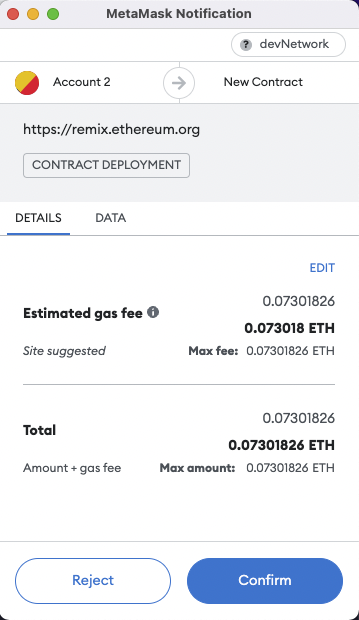 MetaMask Notification
? devNetwork
Account 2
New Contract
https://remix.ethereum.org
CONTRACT DEPLOYMENT
DETAILS DATA
EDIT
0.07301826
Estimated gas fee i
0.073018 ETH
Site suggested Max fee: 0.07301826 ETH
0.07301826
Total
0.07301826 ETH
Amount + gas fee Max amount: 0.07301826 ETH
Reject Confirm